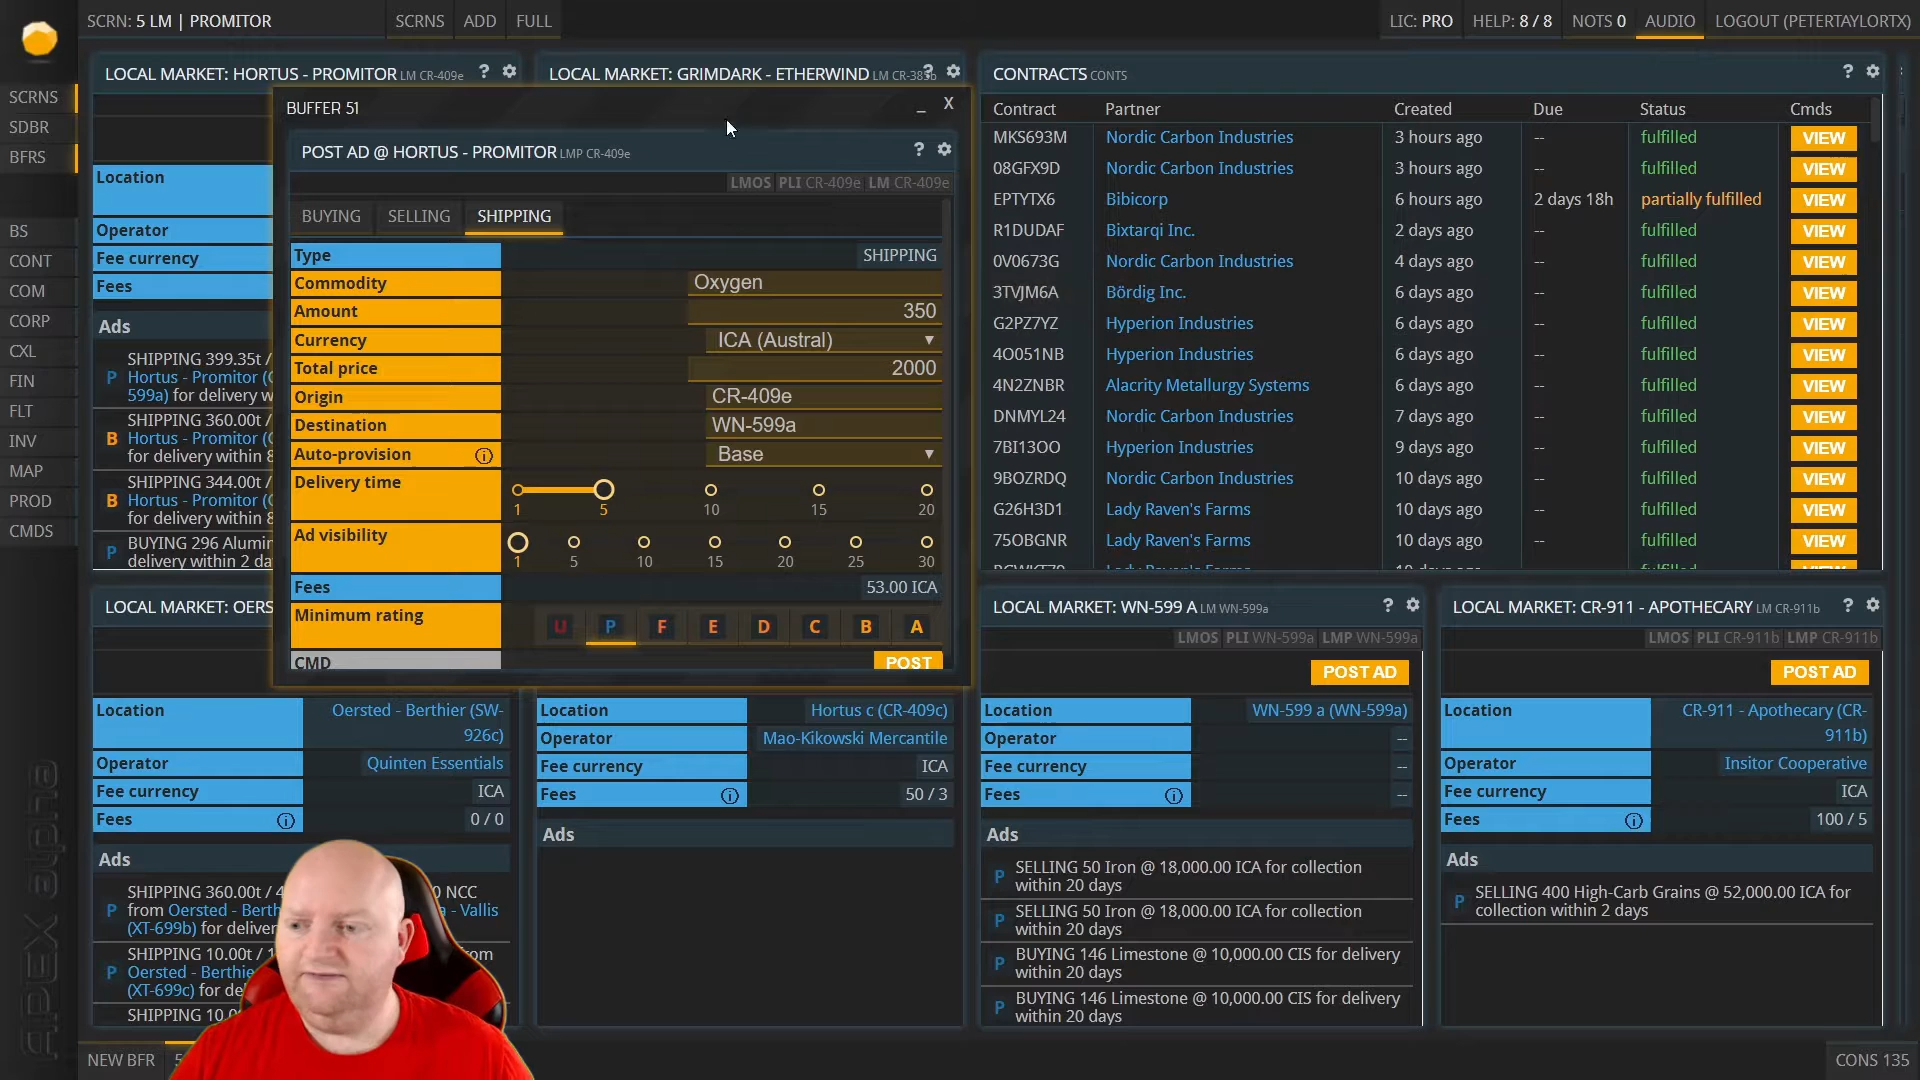 SCRN: 5 LM | PROMITOR
SCRNS
ADD
FULL
LIC: PRO
HELP: 8 / 8
NOTS 0
AUDIO
LOGOUT (PETERTAYLORTX)
SCRNS
SDBR
BFRS
BS
CONT
COM
CORP
CXL
FIN
FLT
INV
MAP
PROD
CMDS
APEX alpha
LOCAL MARKET: HORTUS - PROMITOR LM CR-409e
?
Location
Operator
Fee currency
Fees
Ads
SHIPPING 399.35t /
P Hortus - Promitor (
599a) for delivery w
SHIPPING 360.00t /
B Hortus - Promitor (
for delivery within 8
SHIPPING 344.00t /
B Hortus - Promitor (
for delivery within 8
BUYING 296 Alumin
P delivery within 2 da
LOCAL MARKET: GRIMDARK - ETHERWIND LM CR-385b
?
BUFFER 51
_ X
POST AD @ HORTUS - PROMITOR LMP CR-409e
?
LMOS PLI CR-409e LM CR-409e
BUYING SELLING SHIPPING
Type SHIPPING
Commodity Oxygen
Amount 350
Currency ICA (Austral)
Total price 2000
Origin CR-409e
Destination WN-599a
Auto-provision Base
Delivery time
1 5 10 15 20
Ad visibility
1 5 10 15 20 25 30
Fees 53.00 ICA
Minimum rating U P F E D C B A
CMD POST
CONTRACTS CONTS
?
Contract Partner Created Due Status Cmds
MKS693M Nordic Carbon Industries 3 hours ago -- fulfilled VIEW
08GFX9D Nordic Carbon Industries 3 hours ago -- fulfilled VIEW
EPTYTX6 Bibicorp 6 hours ago 2 days 18h partially fulfilled VIEW
R1DUDAF Bixtarqi Inc. 2 days ago -- fulfilled VIEW
0V0673G Nordic Carbon Industries 4 days ago -- fulfilled VIEW
3TVJM6A Bördig Inc. 6 days ago -- fulfilled VIEW
G2PZ7YZ Hyperion Industries 6 days ago -- fulfilled VIEW
4O051NB Hyperion Industries 6 days ago -- fulfilled VIEW
4N2ZNBR Alacrity Metallurgy Systems 6 days ago -- fulfilled VIEW
DNMYL24 Nordic Carbon Industries 7 days ago -- fulfilled VIEW
7BI13OO Hyperion Industries 9 days ago -- fulfilled VIEW
9BOZRDQ Nordic Carbon Industries 10 days ago -- fulfilled VIEW
G26H3D1 Lady Raven's Farms 10 days ago -- fulfilled VIEW
75OBGNR Lady Raven's Farms 10 days ago -- fulfilled VIEW
LOCAL MARKET: OERS
Location Oersted - Berthier (SW-
926c)
Operator Quinten Essentials
Fee currency ICA
Fees 0 / 0
Ads
SHIPPING 360.00t / 4 0 NCC
P from Oersted - Berth a - Vallis
(XT-699b) for deliver
SHIPPING 10.00t / 1 om
P Oersted - Berthie
(XT-699c) for de
SHIPPING 10.0
Location Hortus c (CR-409c)
Operator Mao-Kikowski Mercantile
Fee currency ICA
Fees 50 / 3
Ads
LOCAL MARKET: WN-599 A LM WN-599a
?
LMOS PLI WN-599a LMP WN-599a
POST AD
Location WN-599 a (WN-599a)
Operator --
Fee currency --
Fees --
Ads
SELLING 50 Iron @ 18,000.00 ICA for collection
P within 20 days
SELLING 50 Iron @ 18,000.00 ICA for collection
P within 20 days
BUYING 146 Limestone @ 10,000.00 CIS for delivery
P within 20 days
BUYING 146 Limestone @ 10,000.00 CIS for delivery
P within 20 days
LOCAL MARKET: CR-911 - APOTHECARY LM CR-911b
?
LMOS PLI CR-911b LMP CR-911b
POST AD
Location CR-911 - Apothecary (CR-
911b)
Operator Insitor Cooperative
Fee currency ICA
Fees 100 / 5
Ads
SELLING 400 High-Carb Grains @ 52,000.00 ICA for
P collection within 2 days
NEW BFR
CONS 135